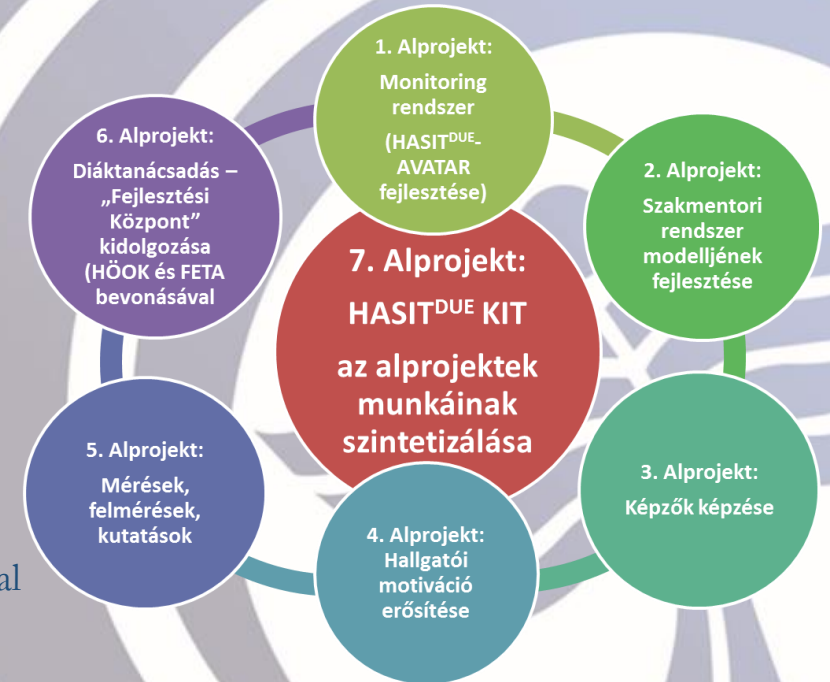 1. Alprojekt:
Monitoring
rendszer
(HASITDUE-
AVATAR
fejlesztése)
2. Alprojekt:
Szakmentori
rendszer
modelljének
fejlesztése
3. Alprojekt:
Képzők képzése
4. Alprojekt:
Hallgatói
motiváció
erősítése
5. Alprojekt:
Mérések,
felmérések,
kutatások
6. Alprojekt:
Diáktanácsadás –
„Fejlesztési
Központ”
kidolgozása
(HÖOK és FETA
bevonásával
7. Alprojekt:
HASITDUE KIT
az alprojektek
munkáinak
szintetizálása
al